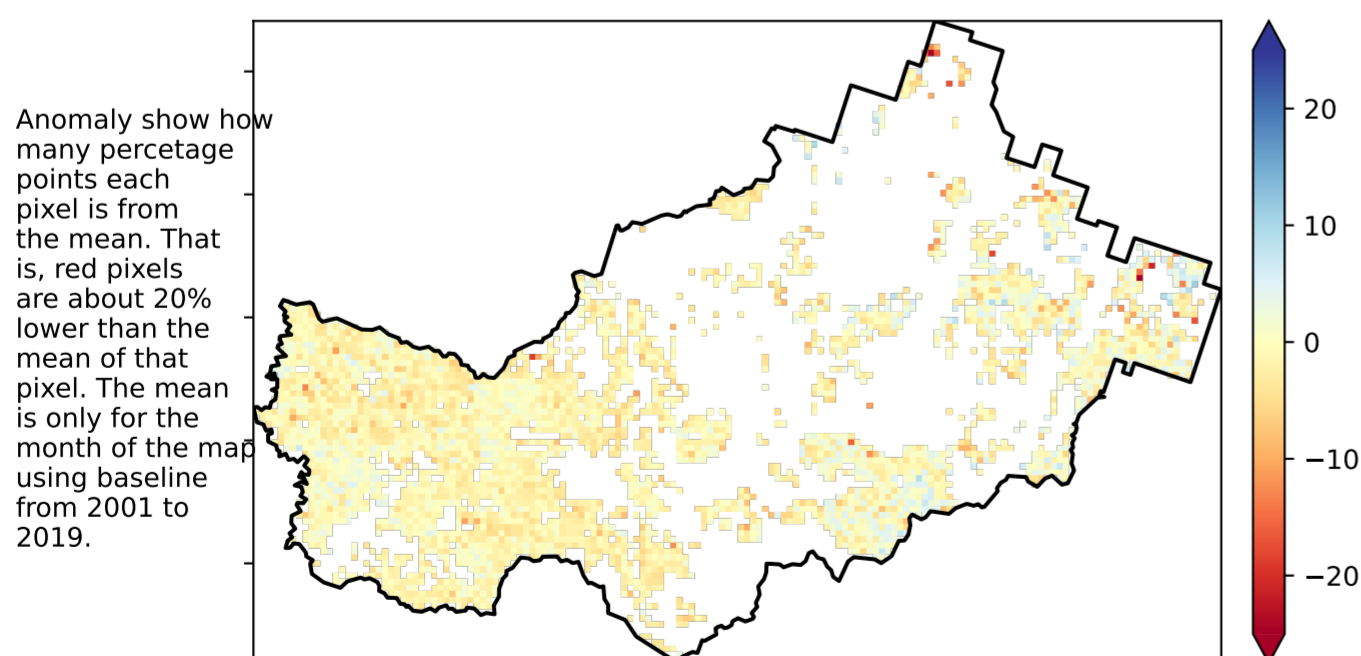 Anomaly show how
many percetage
points each
pixel is from
the mean. That
is, red pixels
are about 20%
lower than the
mean of that
pixel. The mean
is only for the
month of the map
using baseline
from 2001 to
2019.
20
10
0
−10
−20